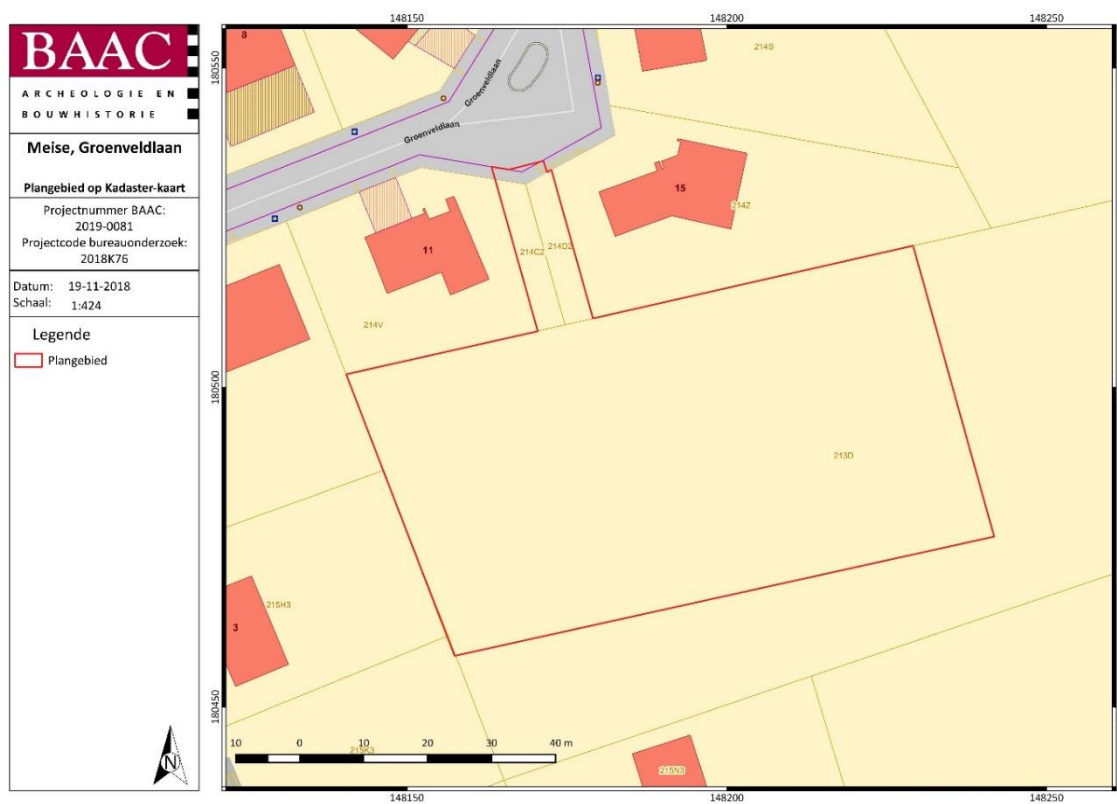 BAAC
ARCHEOLOGIE EN
BOUWHISTORIE
Meise, Groenveldlaan
Plangebied op Kadaster-kaart
Projectnummer BAAC:
2019-0081
Projectcode bureauonderzoek:
2018K76
Datum: 19-11-2018
Schaal: 1:424
Legende
Plangebied
N
148150
148200
148250
180550
180500
180450
8
214S
Groenveldlaan
Groenveldlaan
15
214Z
11
214C2
214D2
214V
213D
215H3
3
10 0 10 20 30 40 m
215K3
215N3
148150
148200
148250